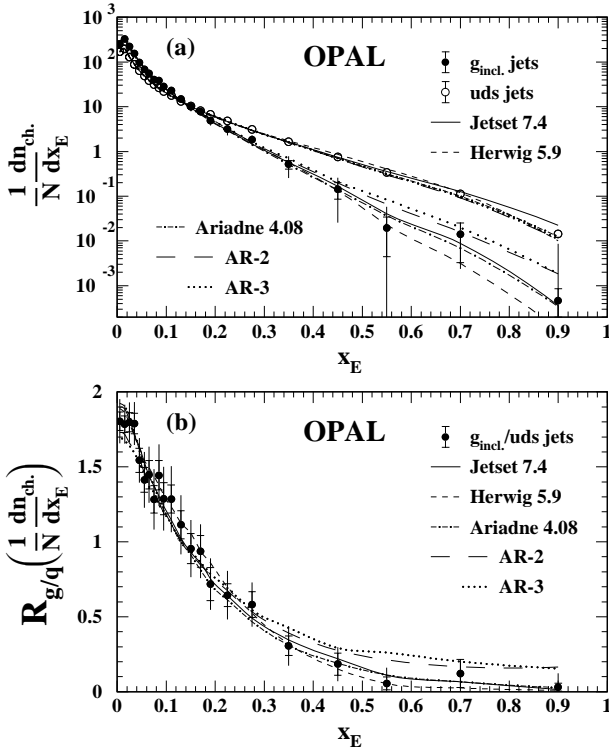 (a)
OPAL
g_incl. jets
uds jets
Jetset 7.4
Herwig 5.9
Ariadne 4.08
AR-2
AR-3
10^3
10^2
10
1
10^-1
10^-2
10^-3
1/N dn_ch./dx_E
0 0.1 0.2 0.3 0.4 0.5 0.6 0.7 0.8 0.9 1
x_E
(b)
OPAL
g_incl./uds jets
Jetset 7.4
Herwig 5.9
Ariadne 4.08
AR-2
AR-3
2
1.5
1
0.5
0
R_g/q (1/N dn_ch./dx_E)
0 0.1 0.2 0.3 0.4 0.5 0.6 0.7 0.8 0.9 1
x_E